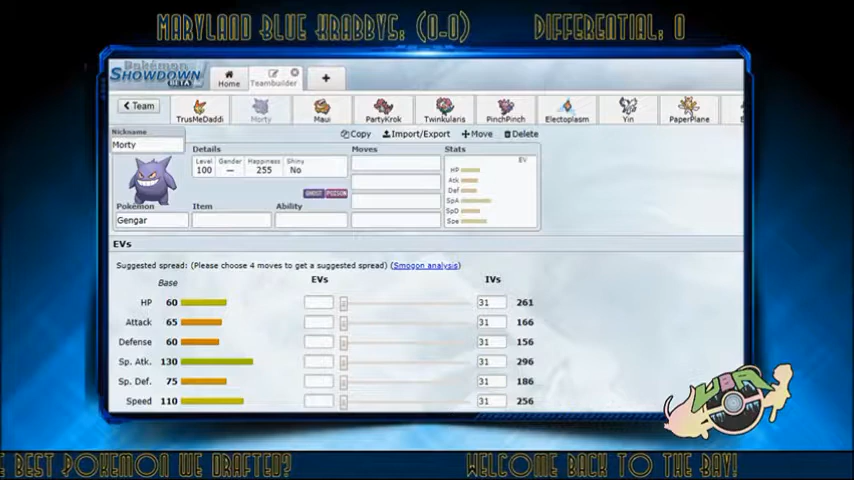 MARYLAND BLUE KRABBYS: (0-0) DIFFERENTIAL: 0
Pokémon
SHOWDOWN
BETA
Home
Teambuilder
+
< Team
TrusMeDaddi
Morty
Maui
PartyKrok
Twinkularis
PinchPinch
Electoplasm
Yin
PaperPlane
Copy Import/Export Move Delete
Nickname
Morty
Details
Level Gender Happiness Shiny
100 — 255 No
Moves
Stats
EV
HP
Atk
Def
SpA
SpD
Spe
GHOST POISON
Pokémon Item Ability
Gengar
EVs
Suggested spread: (Please choose 4 moves to get a suggested spread) (Smogon analysis)
Base EVs IVs
HP 60 31 261
Attack 65 31 166
Defense 60 31 156
Sp. Atk. 130 31 296
Sp. Def. 75 31 186
Speed 110 31 256
UBA
E BEST POKEMON WE DRAFTED? WELCOME BACK TO THE BAY!